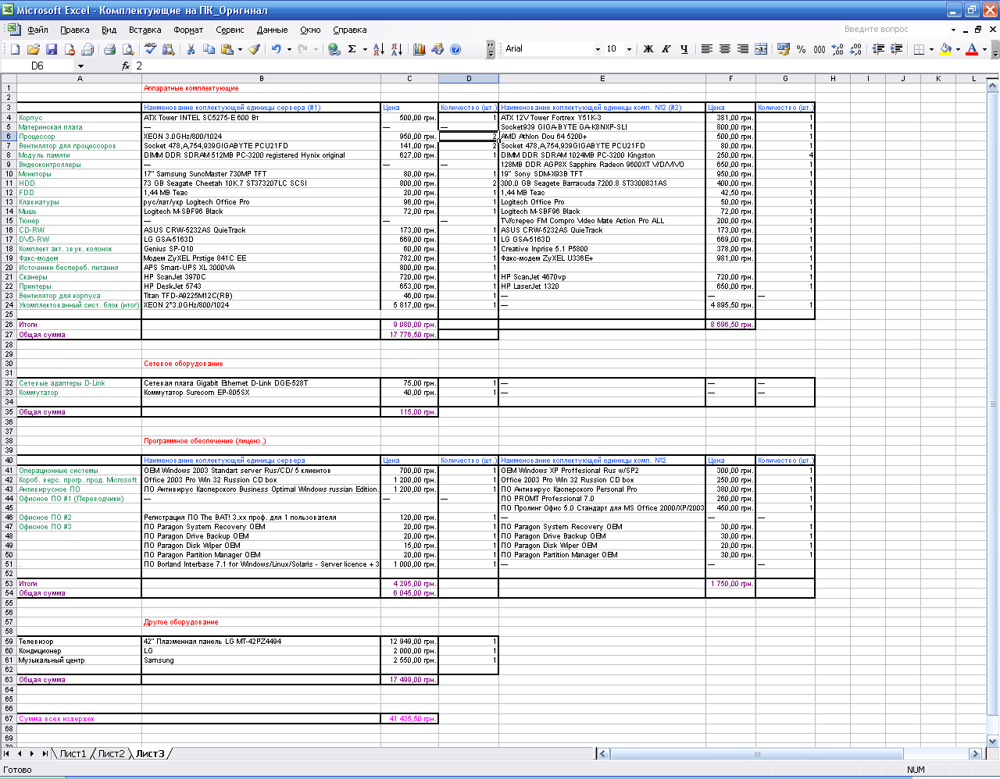 Microsoft Excel - Комплектующие на ПК_Оригинал
Файл Правка Вид Вставка Формат Сервис Данные Окно Справка Введите вопрос
Arial 10 Ж К Ч
D6 fx 2
A B C D E F G H I J K L
1 Аппаратные комплектующие
2
3 Наименование коплектующей единицы сервера (#1) Цена Количество (шт.) Наименование коплектующей единицы комп. №2 (#2) Цена Количество (шт.)
4 Корпус ATX Tower INTEL SC5275-E 600 Вт 500,00 грн. 1 ATX 12V Tower Fortrex Y51K-3 381,00 грн. 1
5 Материнская плата — — — Socket939 GIGA-BYTE GA-K8NXP-SLI 800,00 грн. 1
6 Процессор XEON 3.0GHz/800/1024 950,00 грн. 2 AMD Athlon Dou 64 5200+ 500,00 грн. 1
7 Вентилятор для процессоров Socket 478,A,754,939GIGABYTE PCU21FD 141,00 грн. 2 Socket 478,A,754,939GIGABYTE PCU21FD 80,00 грн. 1
8 Модуль памяти DIMM DDR SDRAM 512MB PC-3200 registered Hynix original 627,00 грн. 1 DIMM DDR SDRAM 1024MB PC-3200 Kingston 250,00 грн. 4
9 Видеоконтроллеры — — — 128MB DDR AGP8X Sapphire Radeon 9600XT V/D/VIVO 650,00 грн. 1
10 Мониторы 17" Samsung SuncMaster 730MP TFT 80,00 грн. 1 19" Sony SDM-X93B TFT 950,00 грн. 1
11 HDD 73 GB Seagate Cheetah 10K.7 ST373207LC SCSI 800,00 грн. 2 300.0 GB Seagete Barracuda 7200.8 ST3300831AS 400,00 грн. 1
12 FDD 1,44 MB Teac 20,00 грн. 1 1,44 MB Teac 42,50 грн. 1
13 Клавиатуры рус/лат/укр Logitech Office Pro 96,00 грн. 1 Logitech Office Pro 50,00 грн. 1
14 Мышь Logitech M-SBF96 Black 72,00 грн. 1 Logitech M-SBF96 Black 72,00 грн. 1
15 Тюнер — — — TV/стерео FM Compro Video Mate Action Pro ALL 200,00 грн. 1
16 CD-RW ASUS CRW-5232AS QuieTrack 173,00 грн. 1 ASUS CRW-5232AS QuieTrack 173,00 грн. 1
17 DVD-RW LG GSA-5163D 669,00 грн. 1 LG GSA-5163D 669,00 грн. 1
18 Комплект акт. звук. колонок Genius SP-Q10 60,00 грн. 1 Creative Inprise 5.1 P5800 378,00 грн. 1
19 Факс-модем Модем ZyXEL Prstige 841C EE 782,00 грн. 1 Факс-модем ZyXEL U336E+ 981,00 грн. 1
20 Источники беспереб. питания APS Smart-UPS XL 3000VA 800,00 грн. 1 1
21 Сканеры HP ScanJet 3970C 720,00 грн. 1 HP ScanJet 4670vp 720,00 грн. 1
22 Принтеры HP DeskJet 5743 653,00 грн. 1 HP LaserJet 1320 650,00 грн. 1
23 Вентилятор для корпуса Titan TFD-A9225M12C(RB) 46,00 грн. 1 — — —
24 Укомплектованный сист. блок (итог) XEON 2*3.0GHz/800/1024 5 817,00 грн. 1 — 4 895,50 грн. 1
25
26 Итоги 9 080,00 грн. 8 696,50 грн.
27 Общая сумма 17 776,50 грн.
28
29
30 Сетевое оборудование
31
32 Сетевые адаптеры D-Link Сетевая плата Gigabit Ethernet D-Link DGE-528T 75,00 грн. 1 — — —
33 Коммутатор Коммутатор Surecom EP-805SX 40,00 грн. 1 — — —
34
35 Общая сумма 115,00 грн.
36
37
38 Программное обеспечение (лиценз.)
39
40 Наименование коплектующей единицы сервера Цена Количество (шт.) Наименование коплектующей единицы комп. №2 Цена Количество (шт.)
41 Операционные системы OEM Windows 2003 Standart server Rus/CD/ 5 клиентов 700,00 грн. 1 OEM Windows XP Proffesional Rus w/SP2 300,00 грн. 1
42 Короб. верс. прогр. прод. Microsoft Office 2003 Pro Win 32 Russion CD box 1 200,00 грн. 1 Office 2003 Pro Win 32 Russion CD box 250,00 грн. 1
43 Антивирусное ПО ПО Антивирус Касперского Business Optimal Windows russian Edition. 1 200,00 грн. 1 ПО Антивирус Касперского Personal Pro 380,00 грн. 1
44 Офисное ПО #1 (Переводчики) — — — ПО PROMT Professional 7.0 260,00 грн. 1
45 ПО Пролинг Офис 5.0 Стандарт для MS Office 2000/XP/2003 450,00 грн. 1
46 Офисное ПО #2 Регистрация ПО The BAT! 3.xx проф. для 1 пользователя 120,00 грн. 1 — — —
47 Офисное ПО #3 ПО Paragon System Recovery OEM 20,00 грн. 1 ПО Paragon System Recovery OEM 30,00 грн. 1
48 ПО Paragon Drive Backup OEM 20,00 грн. 1 ПО Paragon Drive Backup OEM 30,00 грн. 1
49 ПО Paragon Disk Wiper OEM 15,00 грн. 1 ПО Paragon Disk Wiper OEM 20,00 грн. 1
50 ПО Paragon Partition Manager OEM 20,00 грн. 1 ПО Paragon Partition Manager OEM 30,00 грн. 1
51 . ПО Borland Interbase 7.1 for Windows/Linux/Solaris - Server licence + 3 1 000,00 грн. 1 — — —
52
53 Итоги 4 295,00 грн. 1 750,00 грн.
54 Общая сумма 6 045,00 грн.
55
56
57 Другое оборудование
58
59 Телевизор 42" Плазменная панель LG MT-42PZ4494 12 949,00 грн. 1
60 Кондиционер LG 2 000,00 грн. 1
61 Музыкальный центр Samsung 2 550,00 грн. 1
62
63 Общая сумма 17 499,00 грн.
64
65
66
67 Сумма всех изжержек 41 435,50 грн.
68
69
Лист1 Лист2 Лист3
Готово NUM